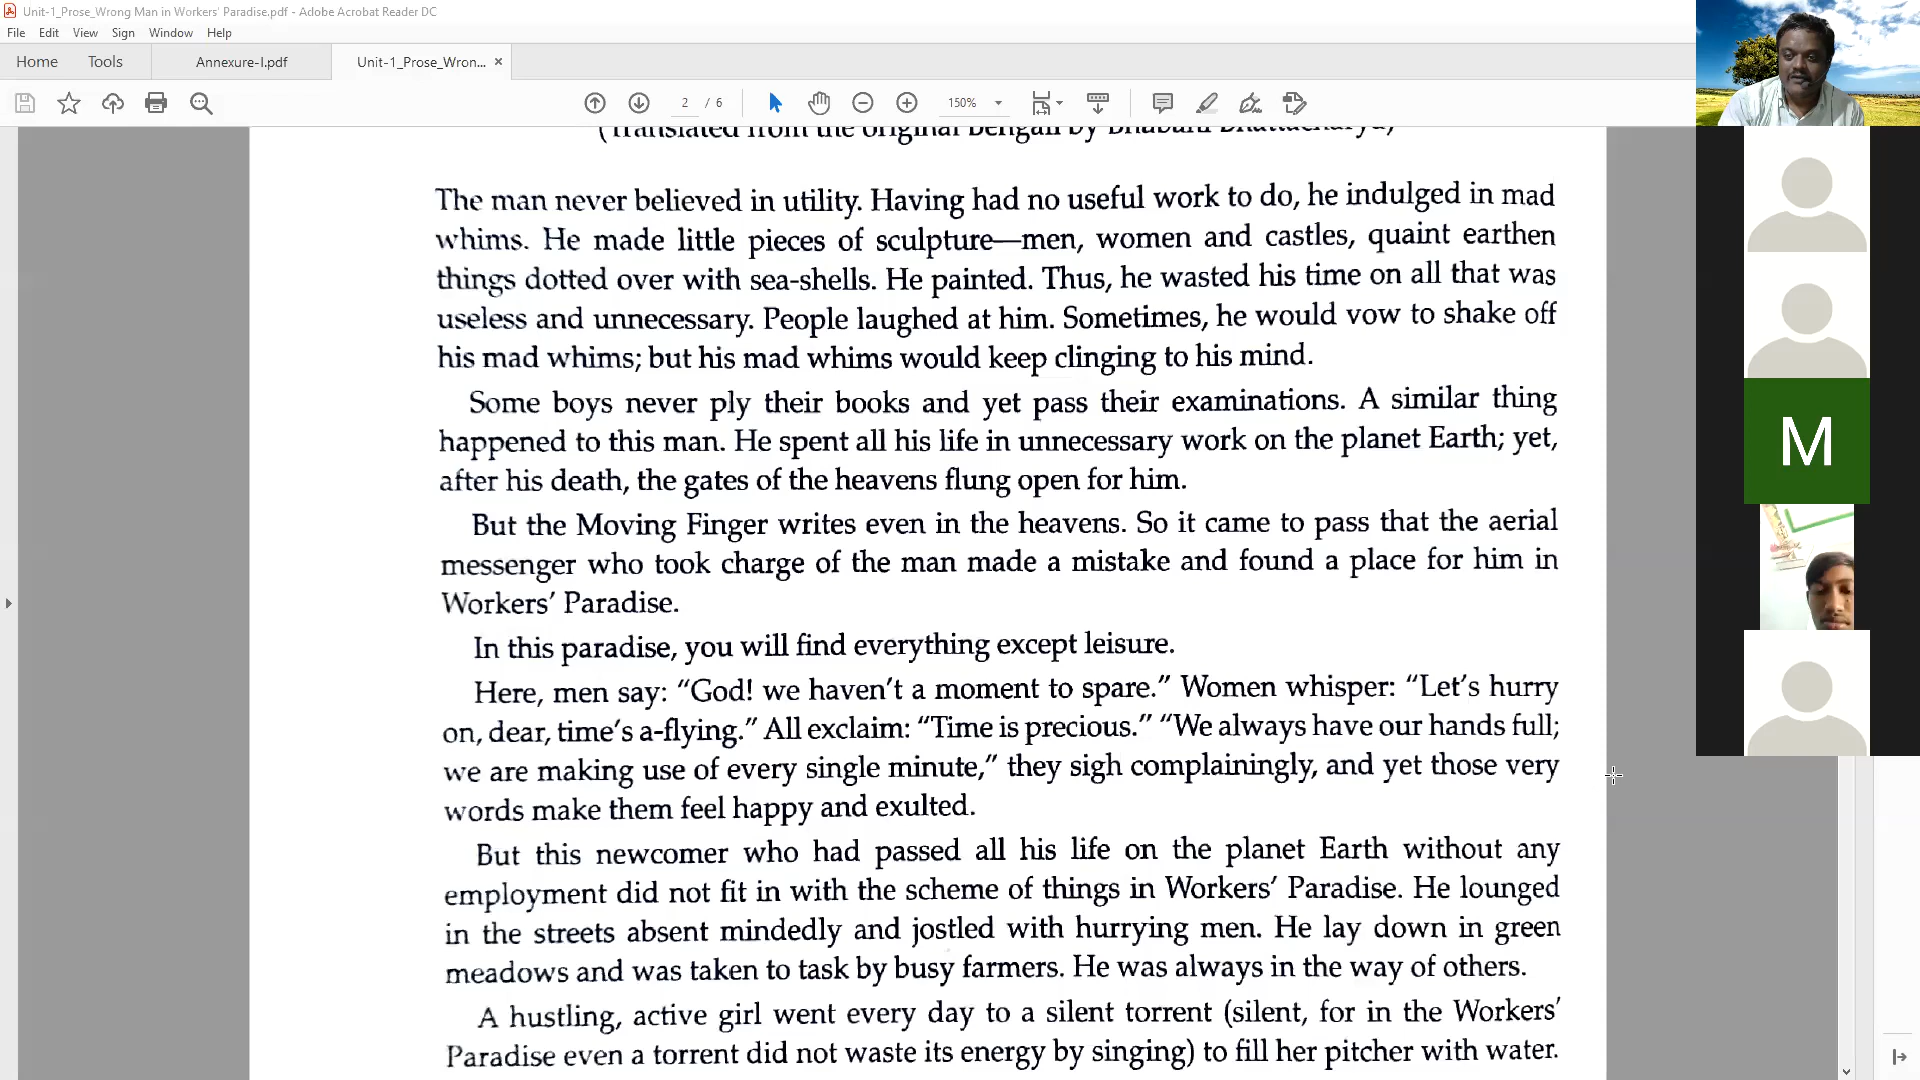 Unit-1_Prose_Wrong Man in Workers' Paradise.pdf - Adobe Acrobat Reader DC
File Edit View Sign Window Help
Home Tools Annexure-I.pdf Unit-1_Prose_Wron... ×
2 / 6 150%
(Translated from the original Bengali by Bhabani Bhattacharya)
The man never believed in utility. Having had no useful work to do, he indulged in mad
whims. He made little pieces of sculpture—men, women and castles, quaint earthen
things dotted over with sea-shells. He painted. Thus, he wasted his time on all that was
useless and unnecessary. People laughed at him. Sometimes, he would vow to shake off
his mad whims; but his mad whims would keep clinging to his mind.
Some boys never ply their books and yet pass their examinations. A similar thing
happened to this man. He spent all his life in unnecessary work on the planet Earth; yet,
after his death, the gates of the heavens flung open for him.
But the Moving Finger writes even in the heavens. So it came to pass that the aerial
messenger who took charge of the man made a mistake and found a place for him in
Workers' Paradise.
In this paradise, you will find everything except leisure.
Here, men say: “God! we haven't a moment to spare.” Women whisper: “Let's hurry
on, dear, time's a-flying.” All exclaim: “Time is precious.” “We always have our hands full;
we are making use of every single minute,” they sigh complainingly, and yet those very
words make them feel happy and exulted.
But this newcomer who had passed all his life on the planet Earth without any
employment did not fit in with the scheme of things in Workers' Paradise. He lounged
in the streets absent mindedly and jostled with hurrying men. He lay down in green
meadows and was taken to task by busy farmers. He was always in the way of others.
A hustling, active girl went every day to a silent torrent (silent, for in the Workers'
Paradise even a torrent did not waste its energy by singing) to fill her pitcher with water.
M